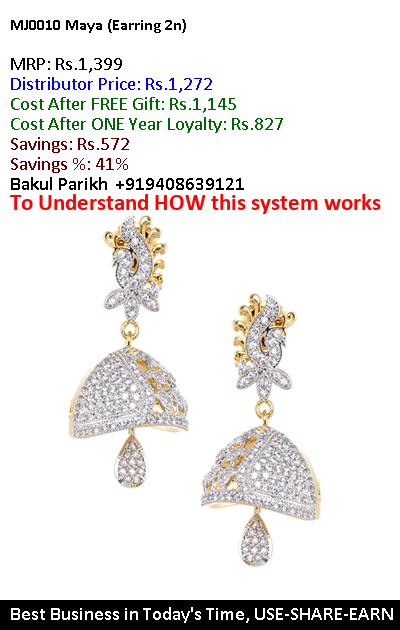 MJ0010 Maya (Earring 2n)
MRP: Rs.1,399
Distributor Price: Rs.1,272
Cost After FREE Gift: Rs.1,145
Cost After ONE Year Loyalty: Rs.827
Savings: Rs.572
Savings %: 41%
Bakul Parikh +919408639121
To Understand HOW this system works
Best Business in Today's Time, USE-SHARE-EARN